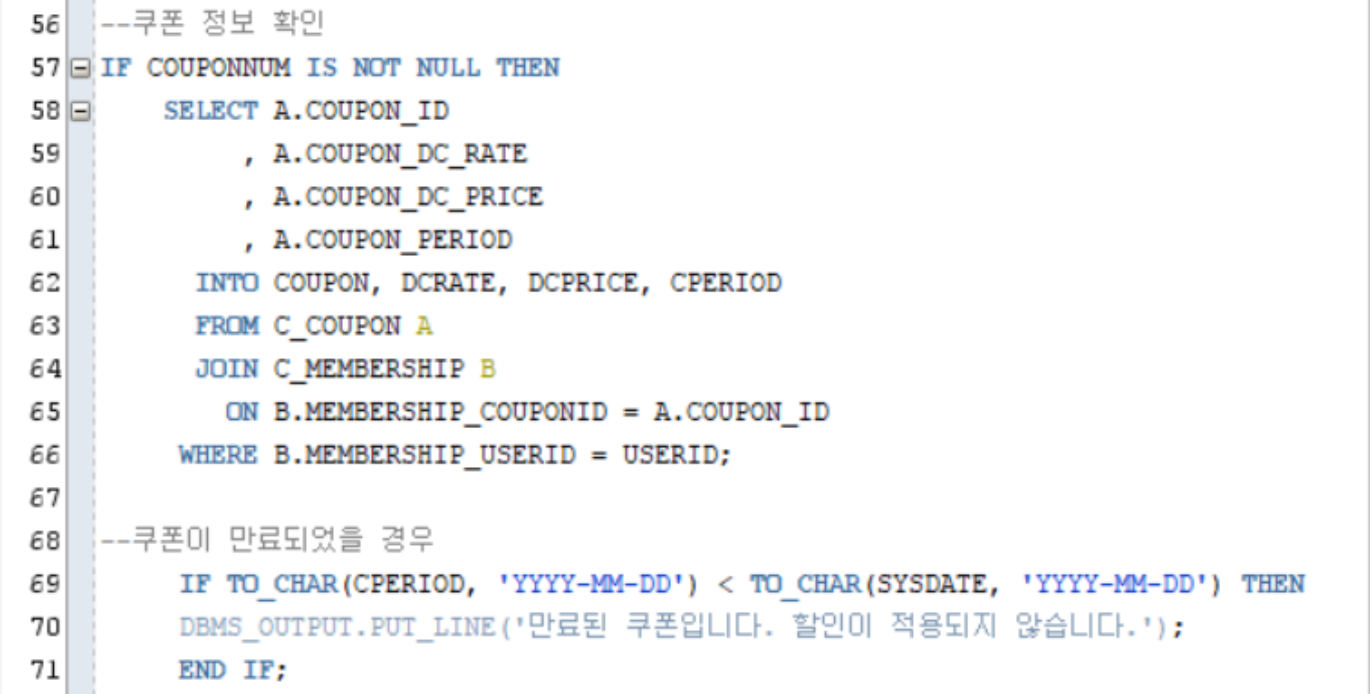 56 --쿠폰 정보 확인
57 IF COUPONNUM IS NOT NULL THEN
58 SELECT A.COUPON_ID
59 , A.COUPON_DC_RATE
60 , A.COUPON_DC_PRICE
61 , A.COUPON_PERIOD
62 INTO COUPON, DCRATE, DCPRICE, CPERIOD
63 FROM C_COUPON A
64 JOIN C_MEMBERSHIP B
65 ON B.MEMBERSHIP_COUPONID = A.COUPON_ID
66 WHERE B.MEMBERSHIP_USERID = USERID;
67
68 --쿠폰이 만료되었을 경우
69 IF TO_CHAR(CPERIOD, 'YYYY-MM-DD') < TO_CHAR(SYSDATE, 'YYYY-MM-DD') THEN
70 DBMS_OUTPUT.PUT_LINE('만료된 쿠폰입니다. 할인이 적용되지 않습니다.');
71 END IF;